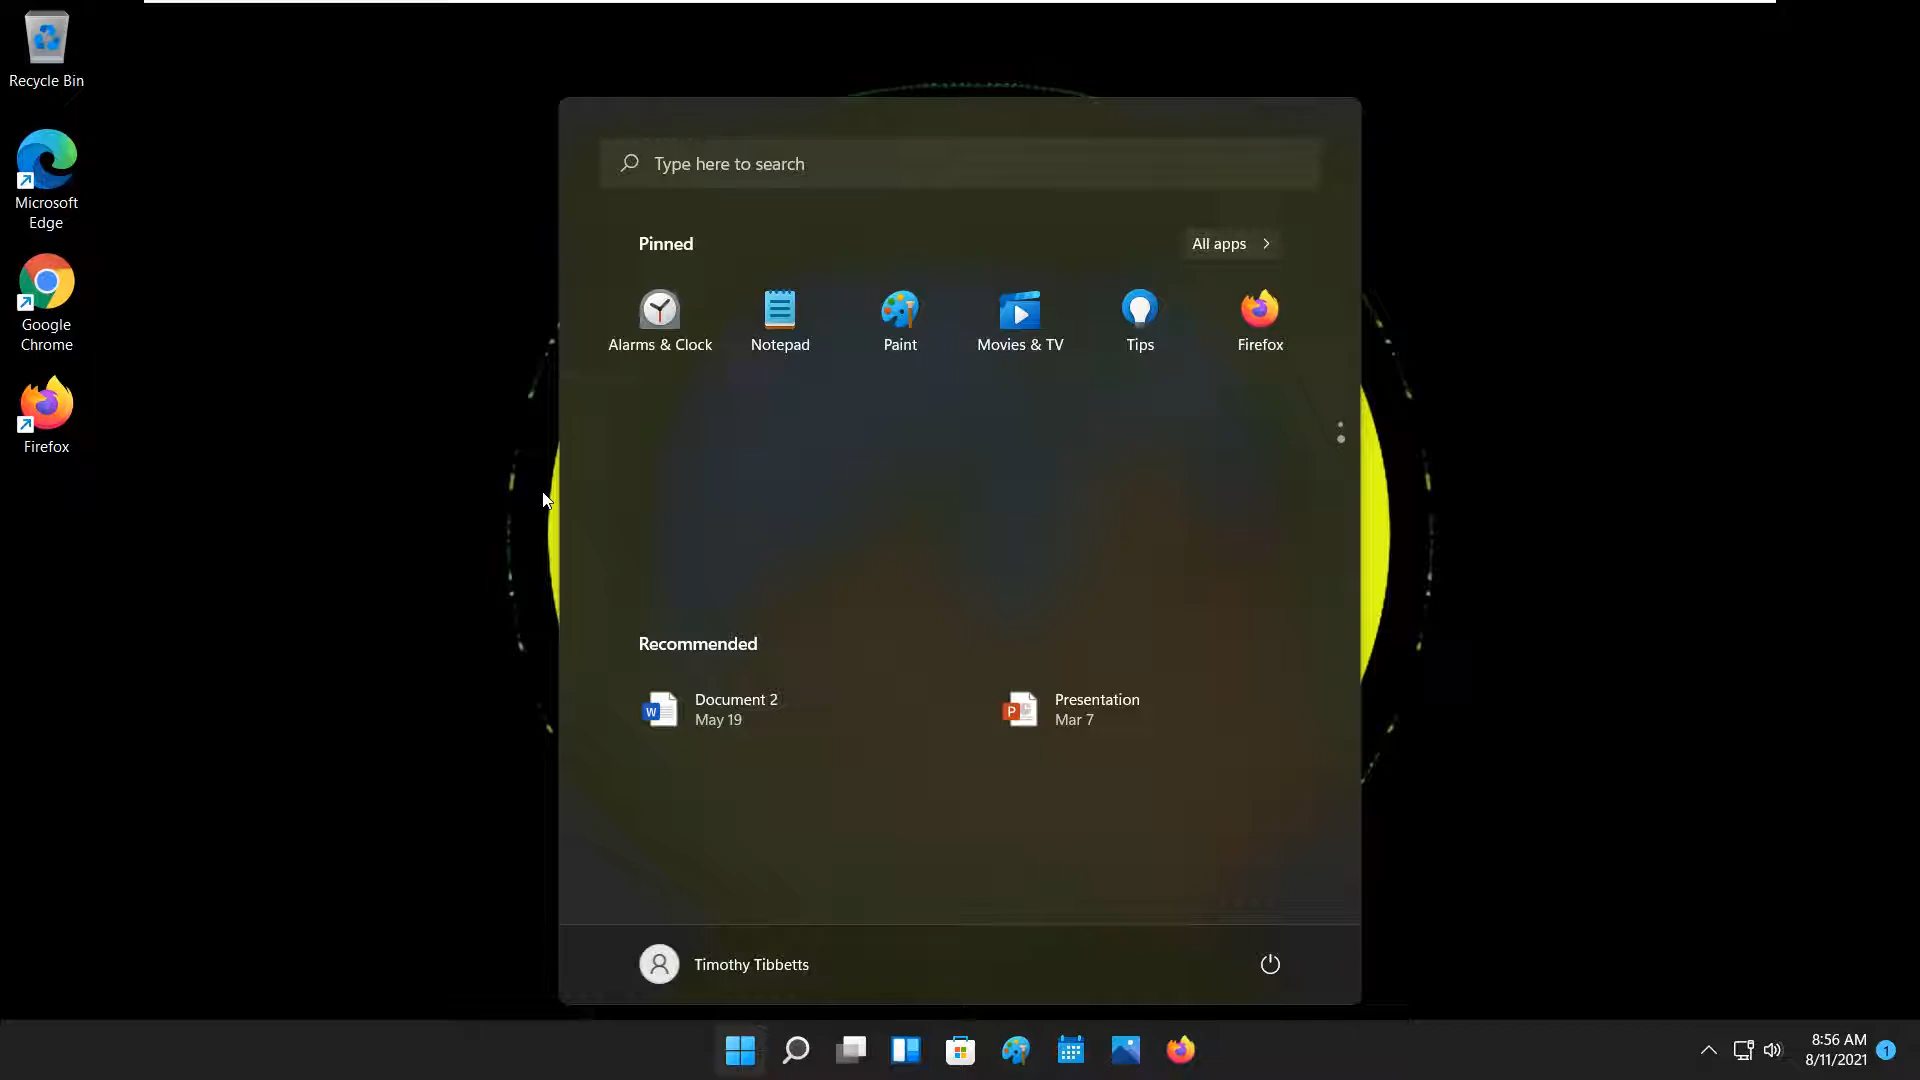 Recycle Bin
Microsoft
Edge
Google
Chrome
Firefox
Type here to search
Pinned
All apps
Alarms & Clock
Notepad
Paint
Movies & TV
Tips
Firefox
Recommended
Document 2
May 19
Presentation
Mar 7
Timothy Tibbetts
8:56 AM
8/11/2021
1